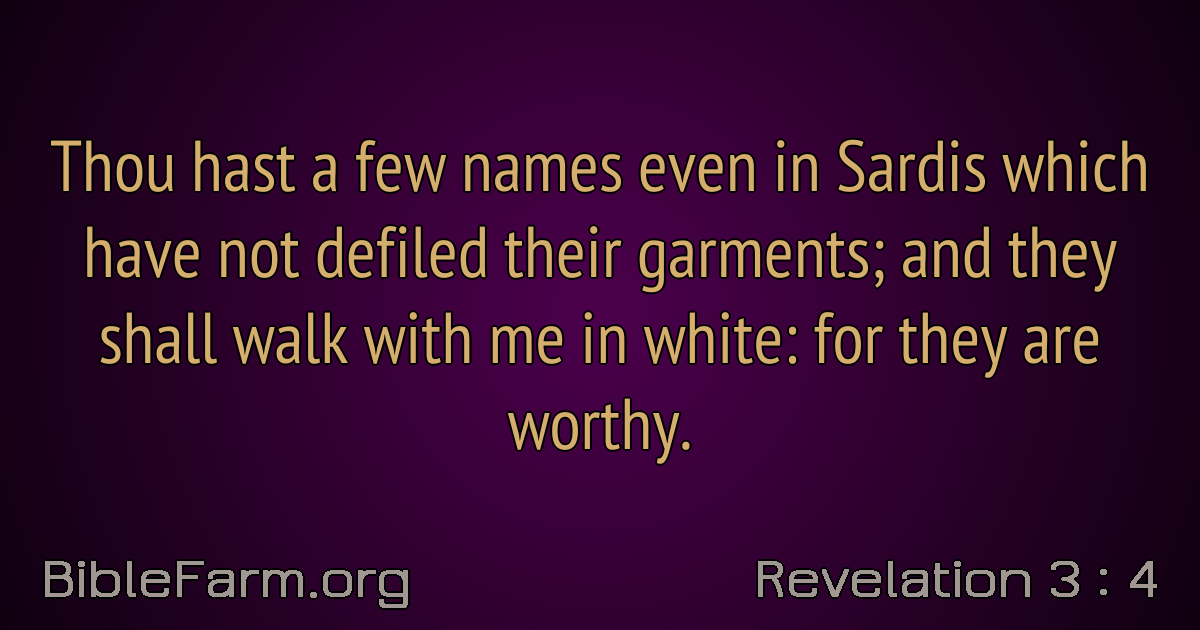 Thou hast a few names even in Sardis which
have not defiled their garments; and they
shall walk with me in white: for they are
worthy.
BibleFarm.org
Revelation 3 : 4